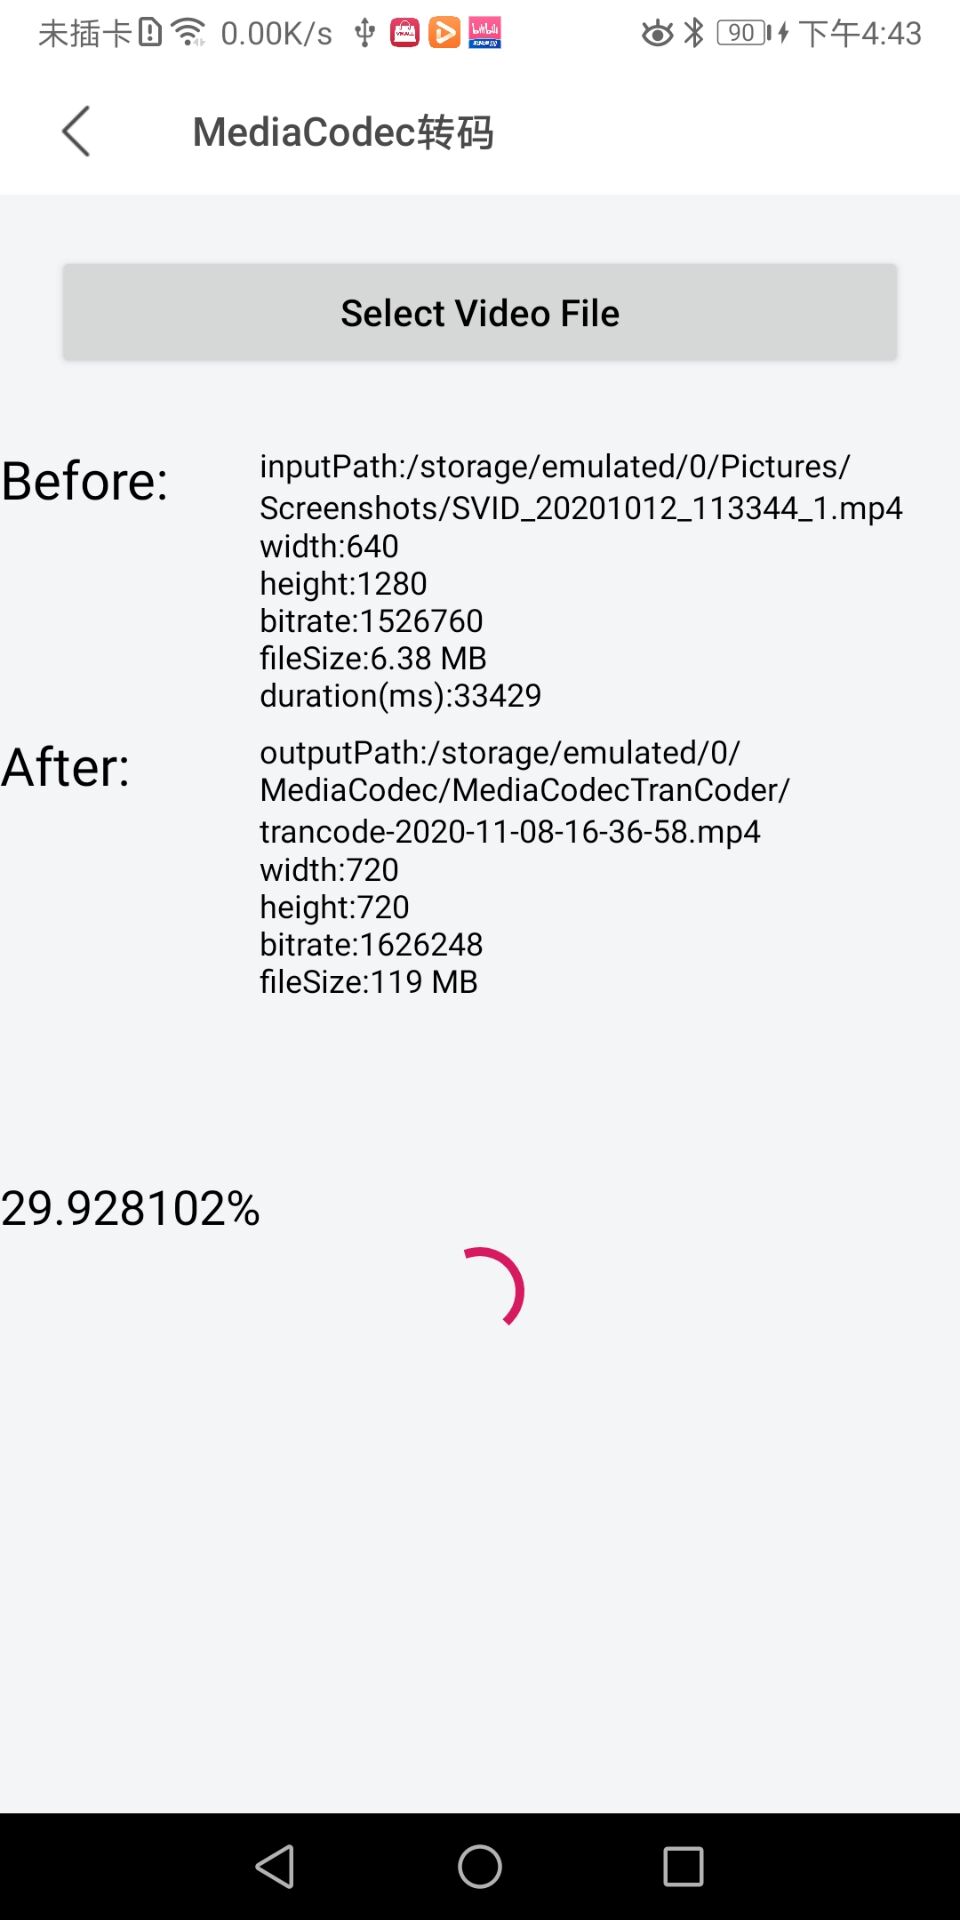 未插卡 0.00K/s 90 下午4:43
MediaCodec转码
Select Video File
Before:
inputPath:/storage/emulated/0/Pictures/
Screenshots/SVID_20201012_113344_1.mp4
width:640
height:1280
bitrate:1526760
fileSize:6.38 MB
duration(ms):33429
After:
outputPath:/storage/emulated/0/
MediaCodec/MediaCodecTranCoder/
trancode-2020-11-08-16-36-58.mp4
width:720
height:720
bitrate:1626248
fileSize:119 MB
29.928102%